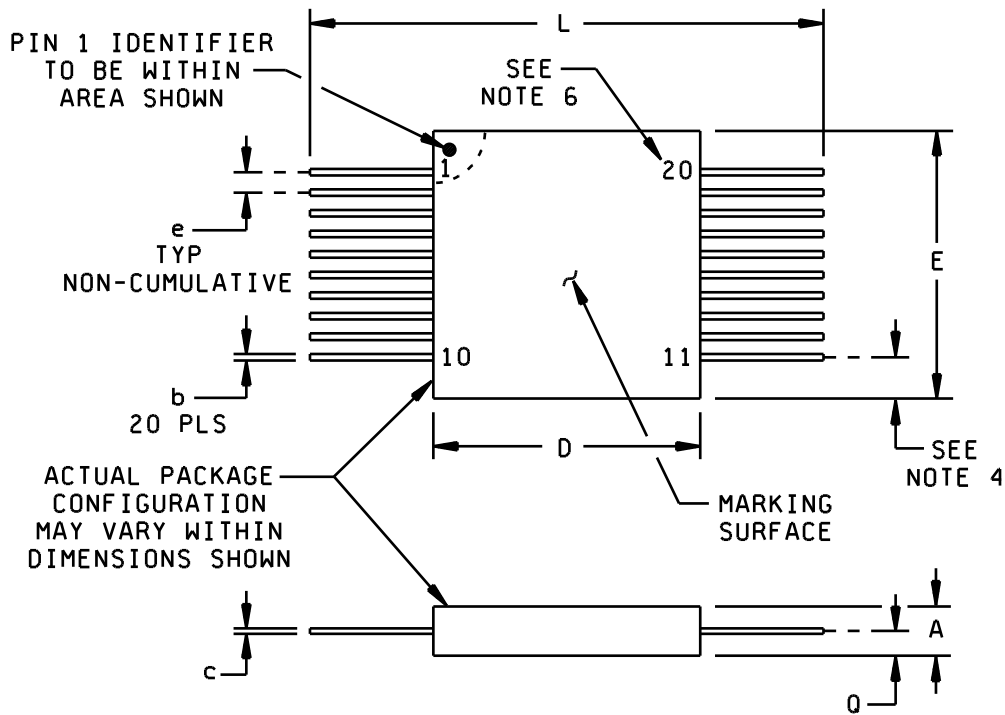 L
PIN 1 IDENTIFIER
TO BE WITHIN
AREA SHOWN
SEE
NOTE 6
1
20
e
TYP
NON-CUMULATIVE
E
10
11
b
20 PLS
D
SEE
NOTE 4
ACTUAL PACKAGE
CONFIGURATION
MAY VARY WITHIN
DIMENSIONS SHOWN
MARKING
SURFACE
A
c
Q